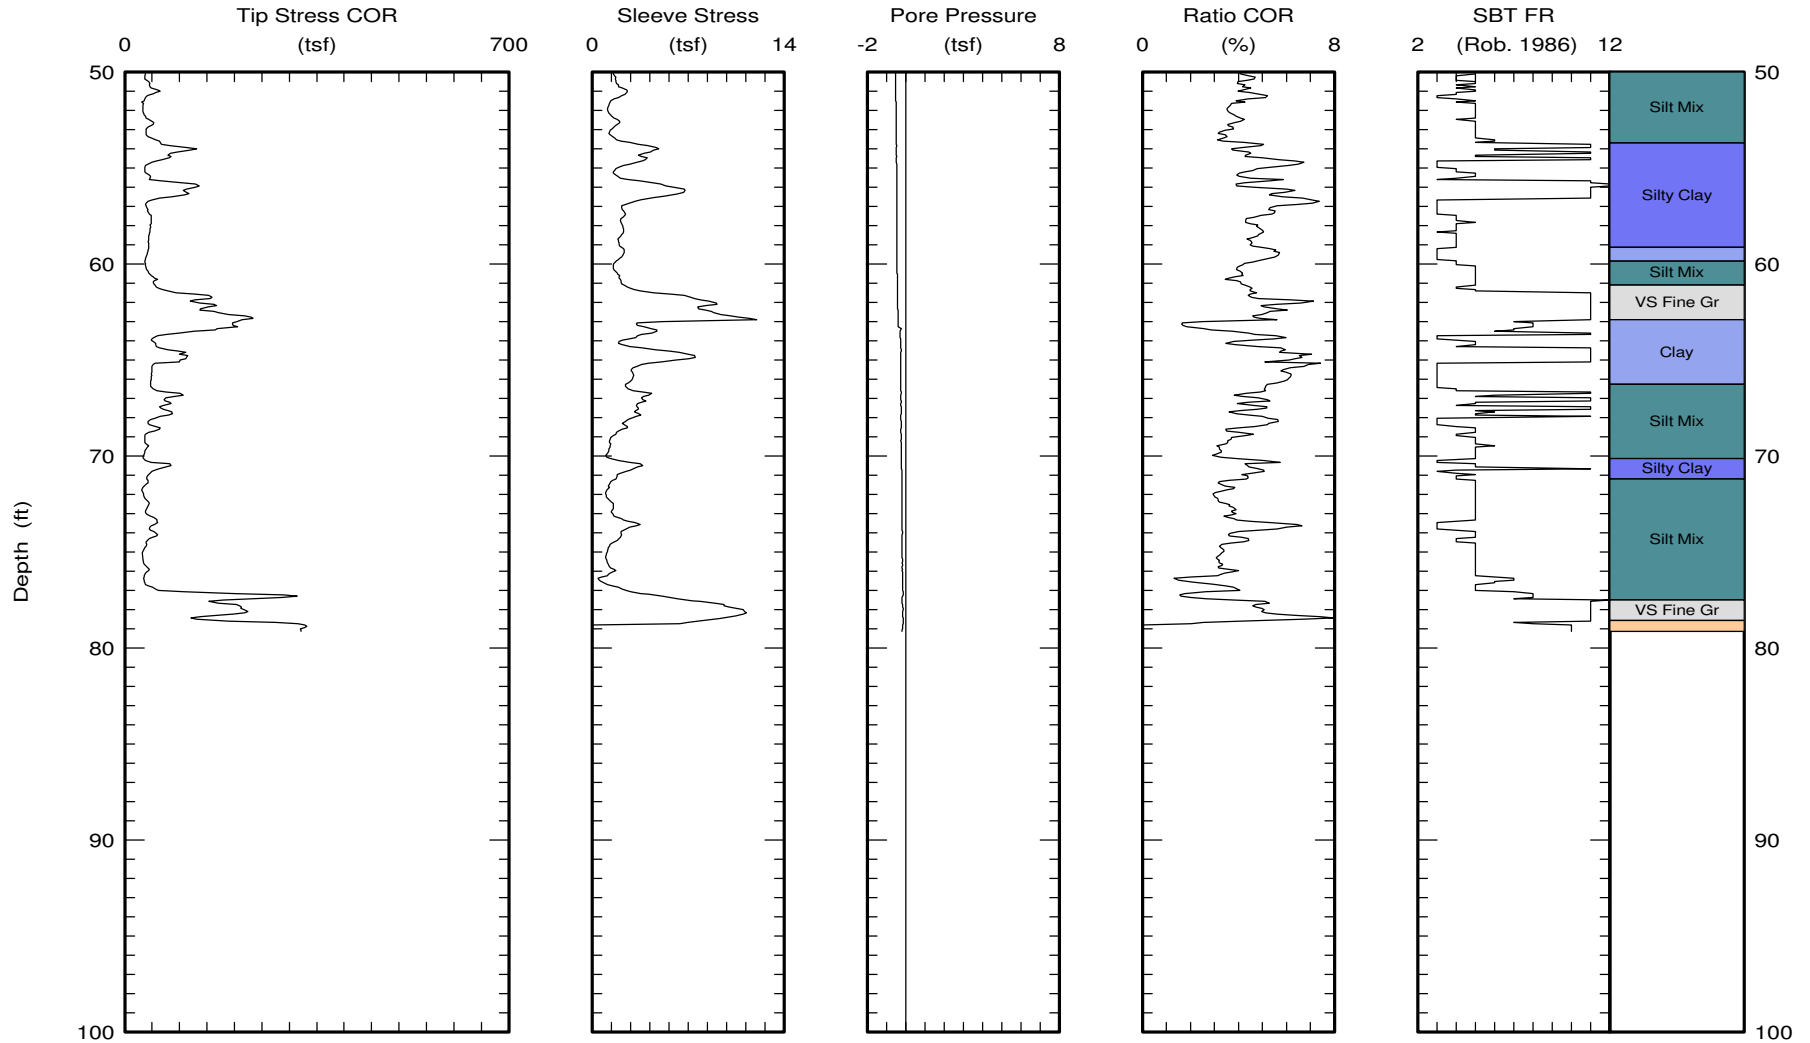 Tip Stress COR Sleeve Stress Pore Pressure Ratio COR SBT FR
0 (tsf) 700 0 (tsf) 14 -2 (tsf) 8 0 (%) 8 2 (Rob. 1986) 12
50 50
Silt Mix
Silty Clay
60 Silt Mix 60
VS Fine Gr
Clay
Silt Mix
70 70
Silty Clay
Silt Mix
Depth (ft)
VS Fine Gr
80 80
90 90
100 100